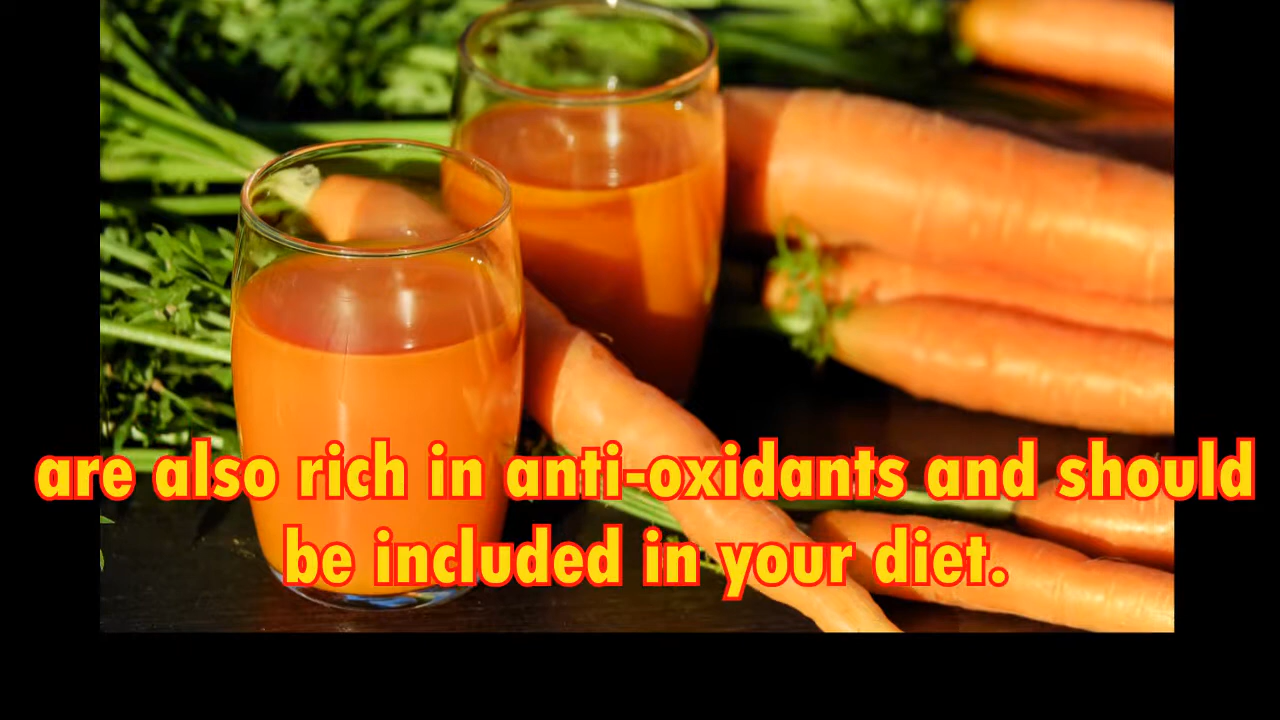 are also rich in anti-oxidants and should
be included in your diet.